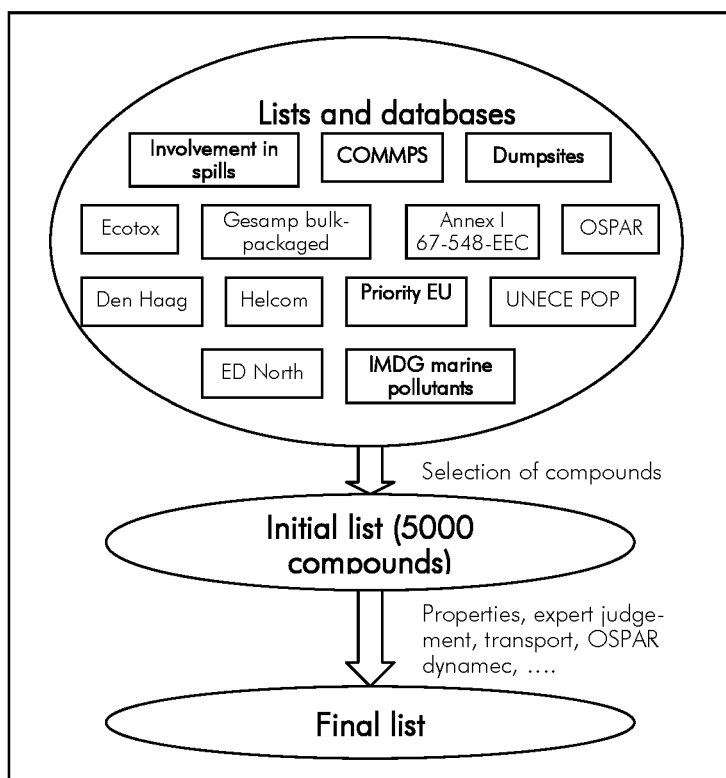 Lists and databases
Involvement in
spills
COMMPS
Dumpsites
Ecotox
Gesamp bulk-
packaged
Annex I
67-548-EEC
OSPAR
Den Haag
Helcom
Priority EU
UNECE POP
ED North
IMDG marine
pollutants
Selection of compounds
Initial list (5000
compounds)
Properties, expert judge-
ment, transport, OSPAR
dynamec, ....
Final list